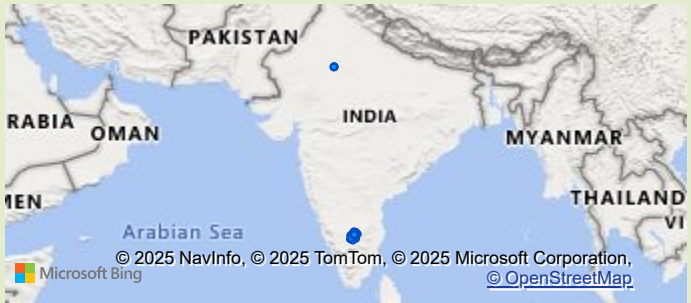 PAKISTAN
INDIA
RABIA
OMAN
MYANMAR
MEN
THAILAND
VI
Arabian Sea
© 2025 NavInfo, © 2025 TomTom, © 2025 Microsoft Corporation,
Microsoft Bing
© OpenStreetMap